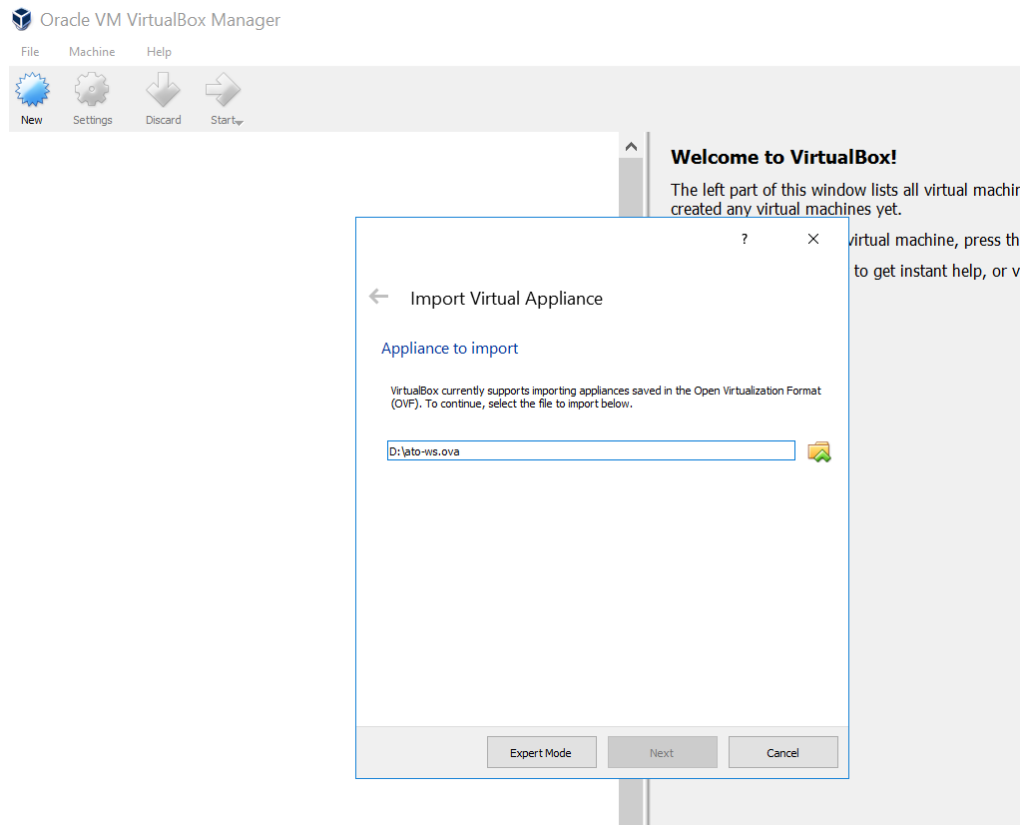 Oracle VM VirtualBox Manager
File Machine Help
New Settings Discard Start
Welcome to VirtualBox!
The left part of this window lists all virtual
created any virtual machines yet.
? virtual machine, press
to get instant help, or
Import Virtual Appliance
Appliance to import
VirtualBox currently supports importing appliances saved in the Open Virtualization Format
(OVF). To continue, select the file to import below.
D:\ato-ws.ova
Expert Mode Next Cancel